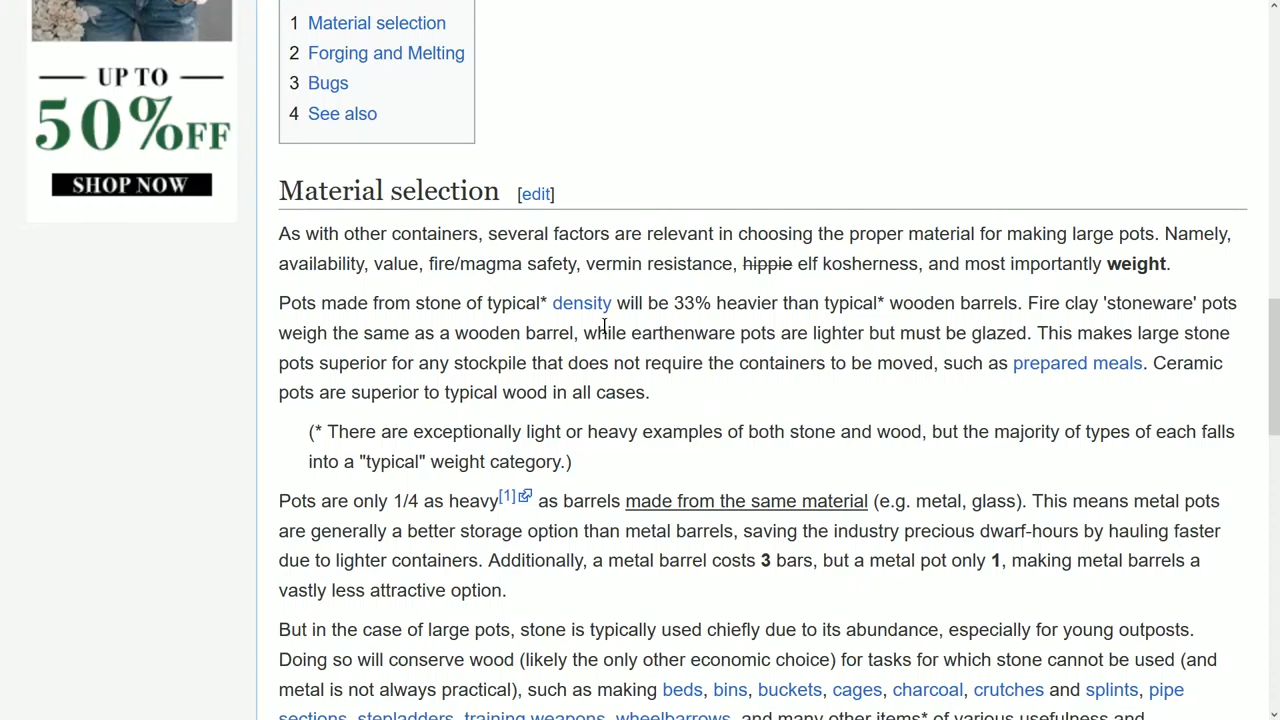 UP TO
50%OFF
SHOP NOW
1 Material selection
2 Forging and Melting
3 Bugs
4 See also
Material selection [edit]
As with other containers, several factors are relevant in choosing the proper material for making large pots. Namely,
availability, value, fire/magma safety, vermin resistance, hippie elf kosherness, and most importantly weight.
Pots made from stone of typical* density will be 33% heavier than typical* wooden barrels. Fire clay 'stoneware' pots
weigh the same as a wooden barrel, while earthenware pots are lighter but must be glazed. This makes large stone
pots superior for any stockpile that does not require the containers to be moved, such as prepared meals. Ceramic
pots are superior to typical wood in all cases.
(* There are exceptionally light or heavy examples of both stone and wood, but the majority of types of each falls
into a "typical" weight category.)
Pots are only 1/4 as heavy[1] as barrels made from the same material (e.g. metal, glass). This means metal pots
are generally a better storage option than metal barrels, saving the industry precious dwarf-hours by hauling faster
due to lighter containers. Additionally, a metal barrel costs 3 bars, but a metal pot only 1, making metal barrels a
vastly less attractive option.
But in the case of large pots, stone is typically used chiefly due to its abundance, especially for young outposts.
Doing so will conserve wood (likely the only other economic choice) for tasks for which stone cannot be used (and
metal is not always practical), such as making beds, bins, buckets, cages, charcoal, crutches and splints, pipe
sections, stepladders, training weapons, wheelbarrows, and many other items* of various usefulness and